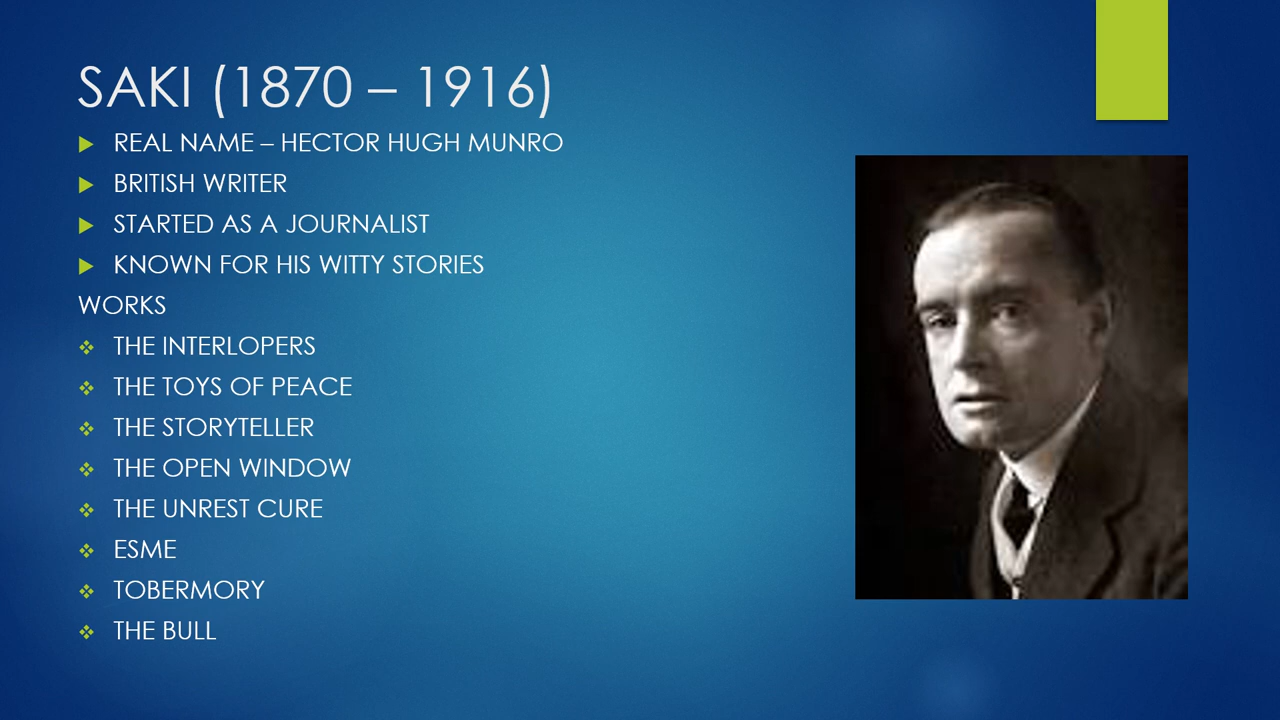 SAKI (1870 – 1916)
REAL NAME – HECTOR HUGH MUNRO
BRITISH WRITER
STARTED AS A JOURNALIST
KNOWN FOR HIS WITTY STORIES
WORKS
THE INTERLOPERS
THE TOYS OF PEACE
THE STORYTELLER
THE OPEN WINDOW
THE UNREST CURE
ESME
TOBERMORY
THE BULL